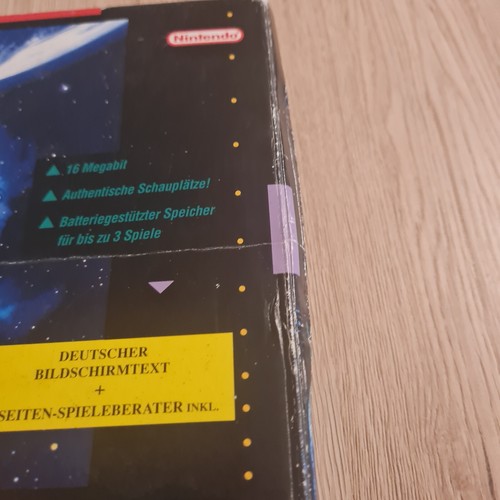 Nintendo
16 Megabit
Authentische Schauplätze!
Batteriegestützter Speicher
für bis zu 3 Spiele
DEUTSCHER
BILDSCHIRMTEXT
+
SEITEN-SPIELEBERATER INKL.